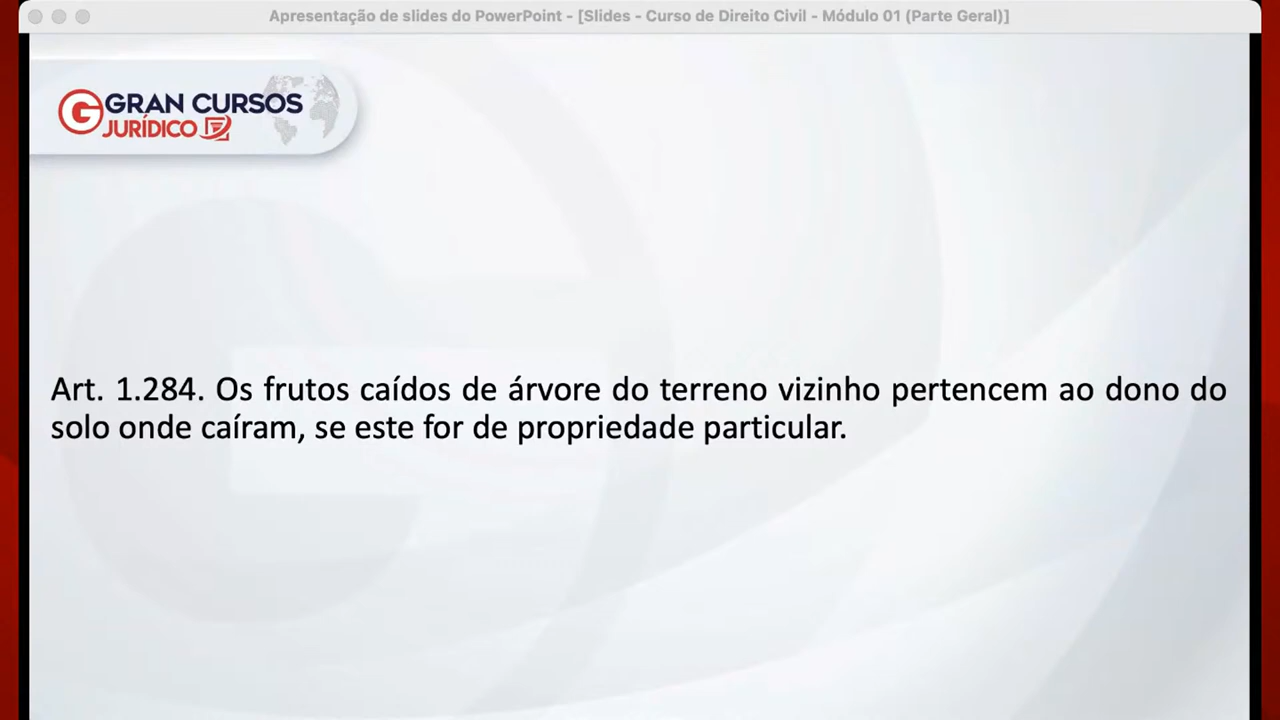 Apresentação de slides do PowerPoint - [Slides - Curso de Direito Civil - Módulo 01 (Parte Geral)]
GRAN CURSOS
JURÍDICO
Art. 1.284. Os frutos caídos de árvore do terreno vizinho pertencem ao dono do
solo onde caíram, se este for de propriedade particular.